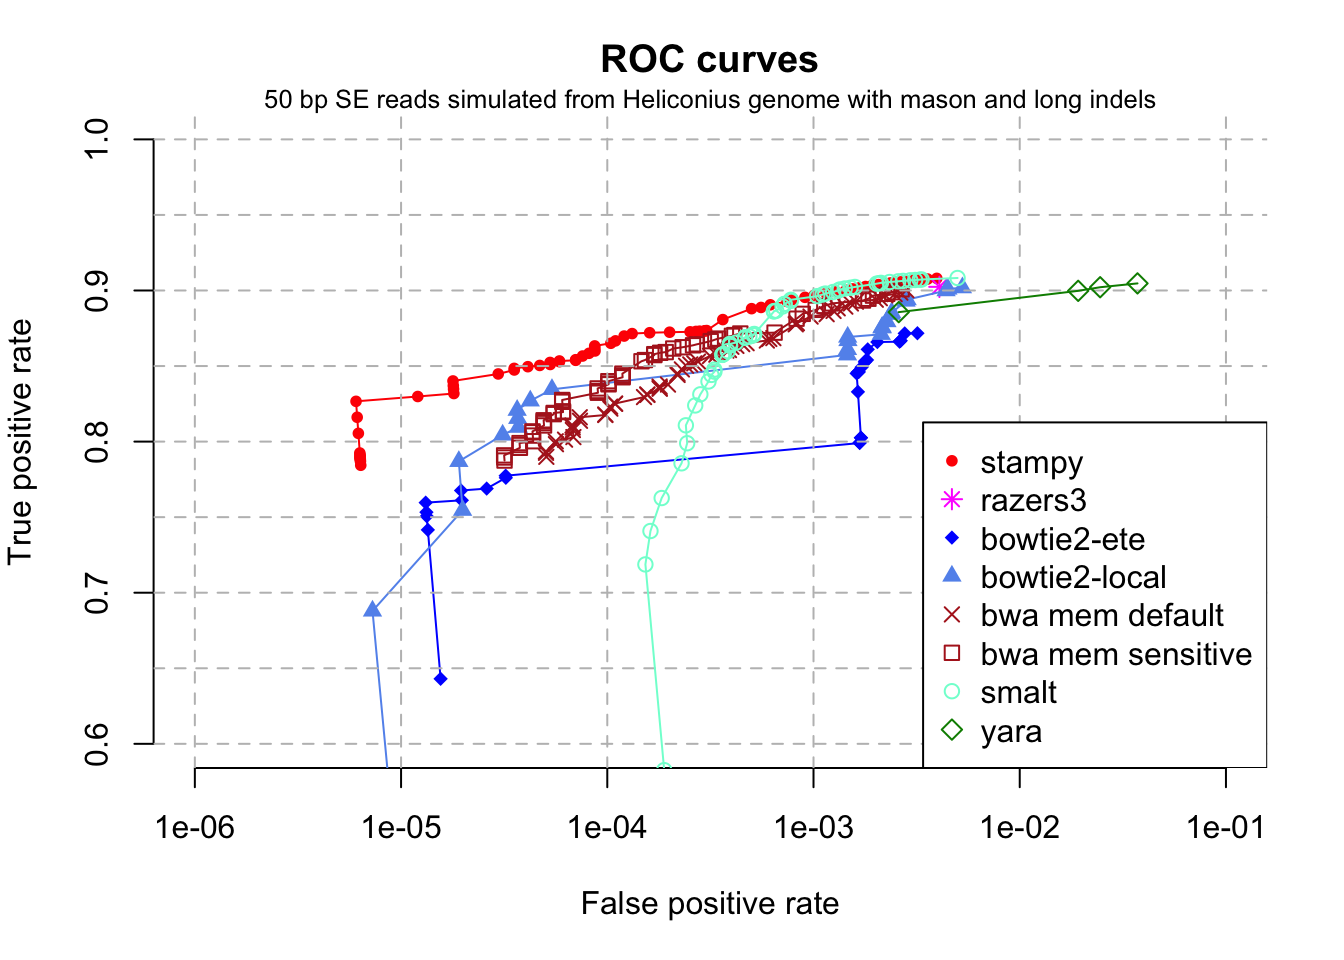 ROC curves
50 bp SE reads simulated from Heliconius genome with mason and long indels
True positive rate
1.0
0.9
0.8
0.7
0.6
stampy
razers3
bowtie2-ete
bowtie2-local
bwa mem default
bwa mem sensitive
smalt
yara
1e-06 1e-05 1e-04 1e-03 1e-02 1e-01
False positive rate